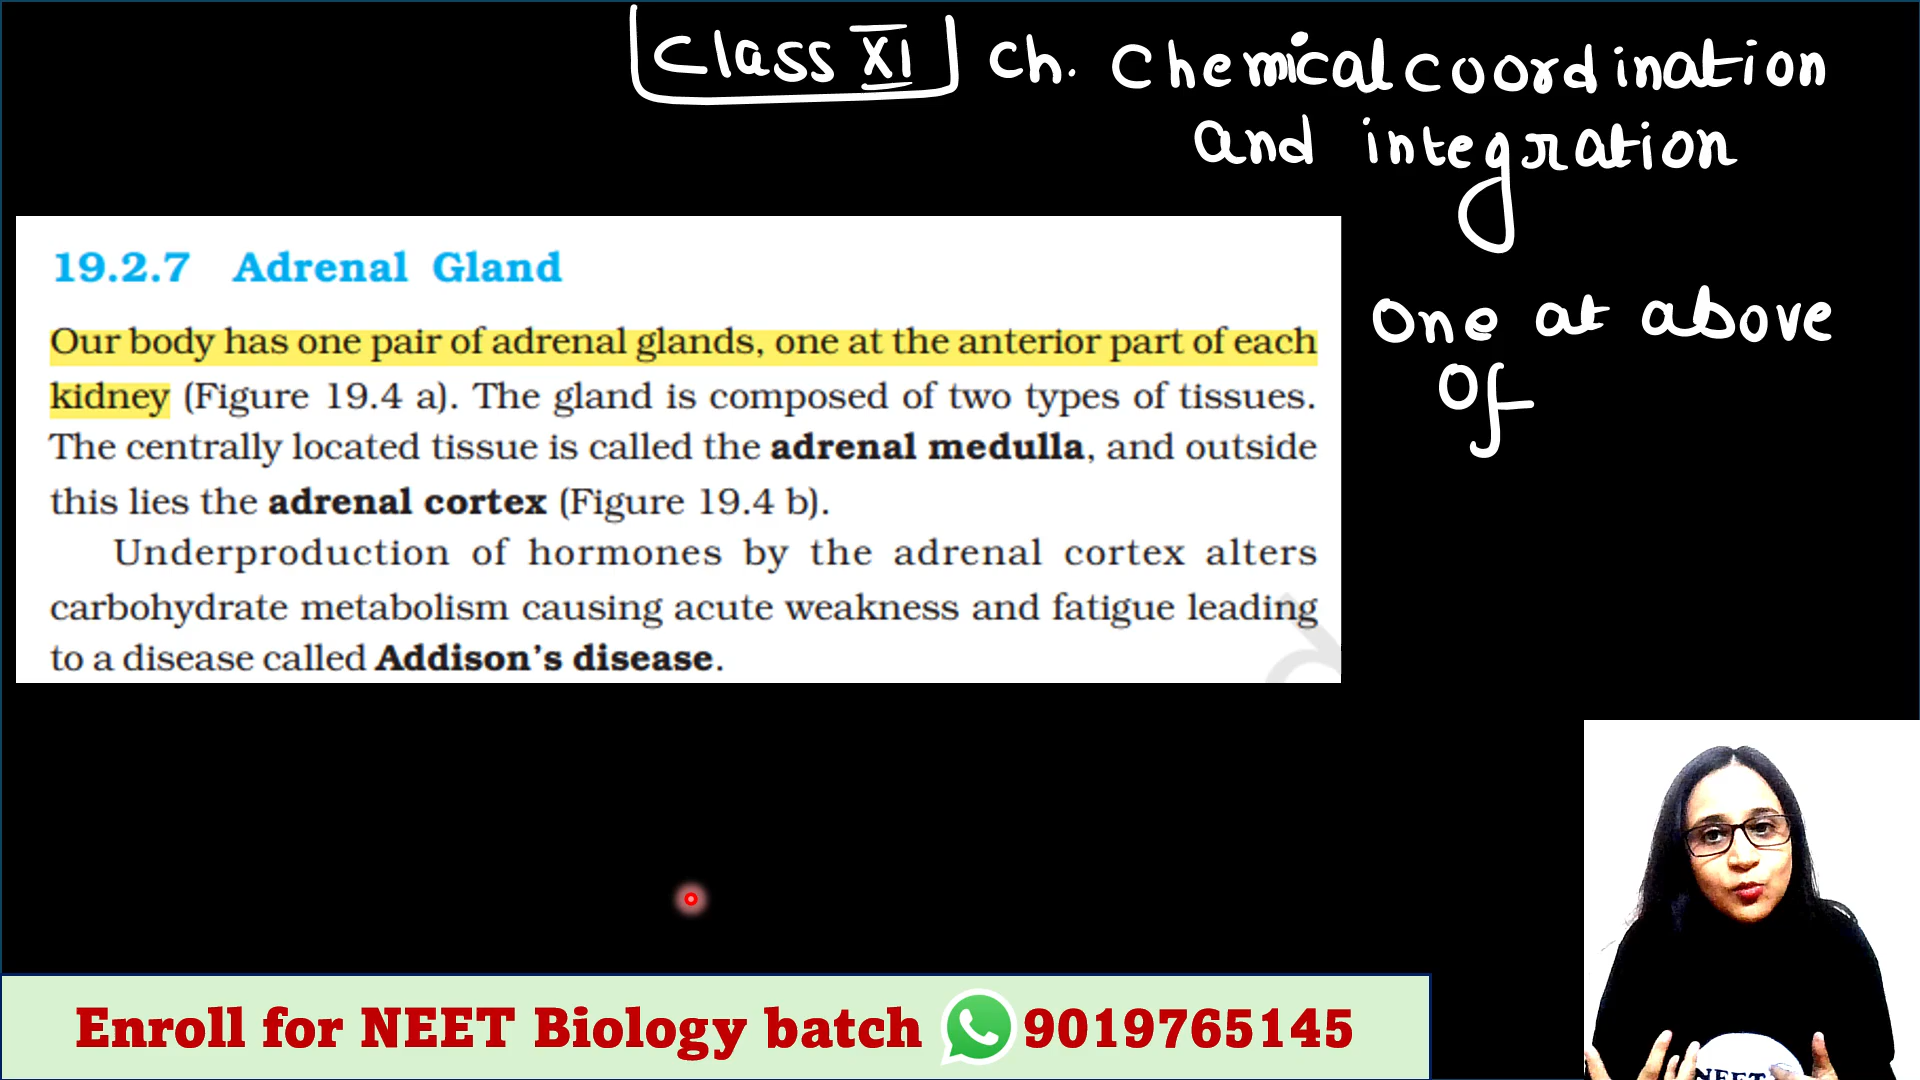 Class XI Ch. Chemical coordination
and integration
19.2.7 Adrenal Gland
Our body has one pair of adrenal glands, one at the anterior part of each
kidney (Figure 19.4 a). The gland is composed of two types of tissues.
The centrally located tissue is called the adrenal medulla, and outside
this lies the adrenal cortex (Figure 19.4 b).
Underproduction of hormones by the adrenal cortex alters
carbohydrate metabolism causing acute weakness and fatigue leading
to a disease called Addison’s disease.
One at above
of
Enroll for NEET Biology batch 9019765145
NEET